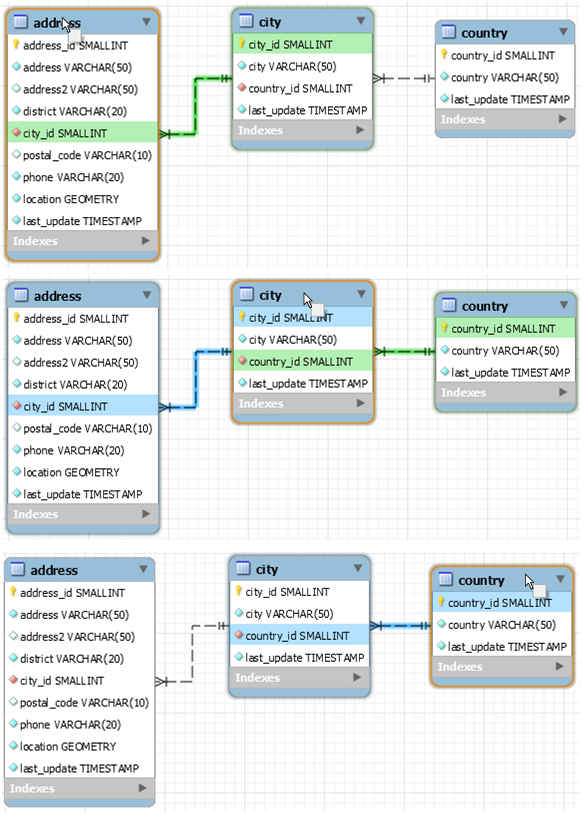 address
address_id SMALLINT
address VARCHAR(50)
address2 VARCHAR(50)
district VARCHAR(20)
city_id SMALLINT
postal_code VARCHAR(10)
phone VARCHAR(20)
location GEOMETRY
last_update TIMESTAMP
Indexes
city
city_id SMALLINT
city VARCHAR(50)
country_id SMALLINT
last_update TIMESTAMP
Indexes
country
country_id SMALLINT
country VARCHAR(50)
last_update TIMESTAMP
Indexes
address
address_id SMALLINT
address VARCHAR(50)
address2 VARCHAR(50)
district VARCHAR(20)
city_id SMALLINT
postal_code VARCHAR(10)
phone VARCHAR(20)
location GEOMETRY
last_update TIMESTAMP
Indexes
city
city_id SMALLINT
city VARCHAR(50)
country_id SMALLINT
last_update TIMESTAMP
Indexes
country
country_id SMALLINT
country VARCHAR(50)
last_update TIMESTAMP
Indexes
address
address_id SMALLINT
address VARCHAR(50)
address2 VARCHAR(50)
district VARCHAR(20)
city_id SMALLINT
postal_code VARCHAR(10)
phone VARCHAR(20)
location GEOMETRY
last_update TIMESTAMP
Indexes
city
city_id SMALLINT
city VARCHAR(50)
country_id SMALLINT
last_update TIMESTAMP
Indexes
country
country_id SMALLINT
country VARCHAR(50)
last_update TIMESTAMP
Indexes